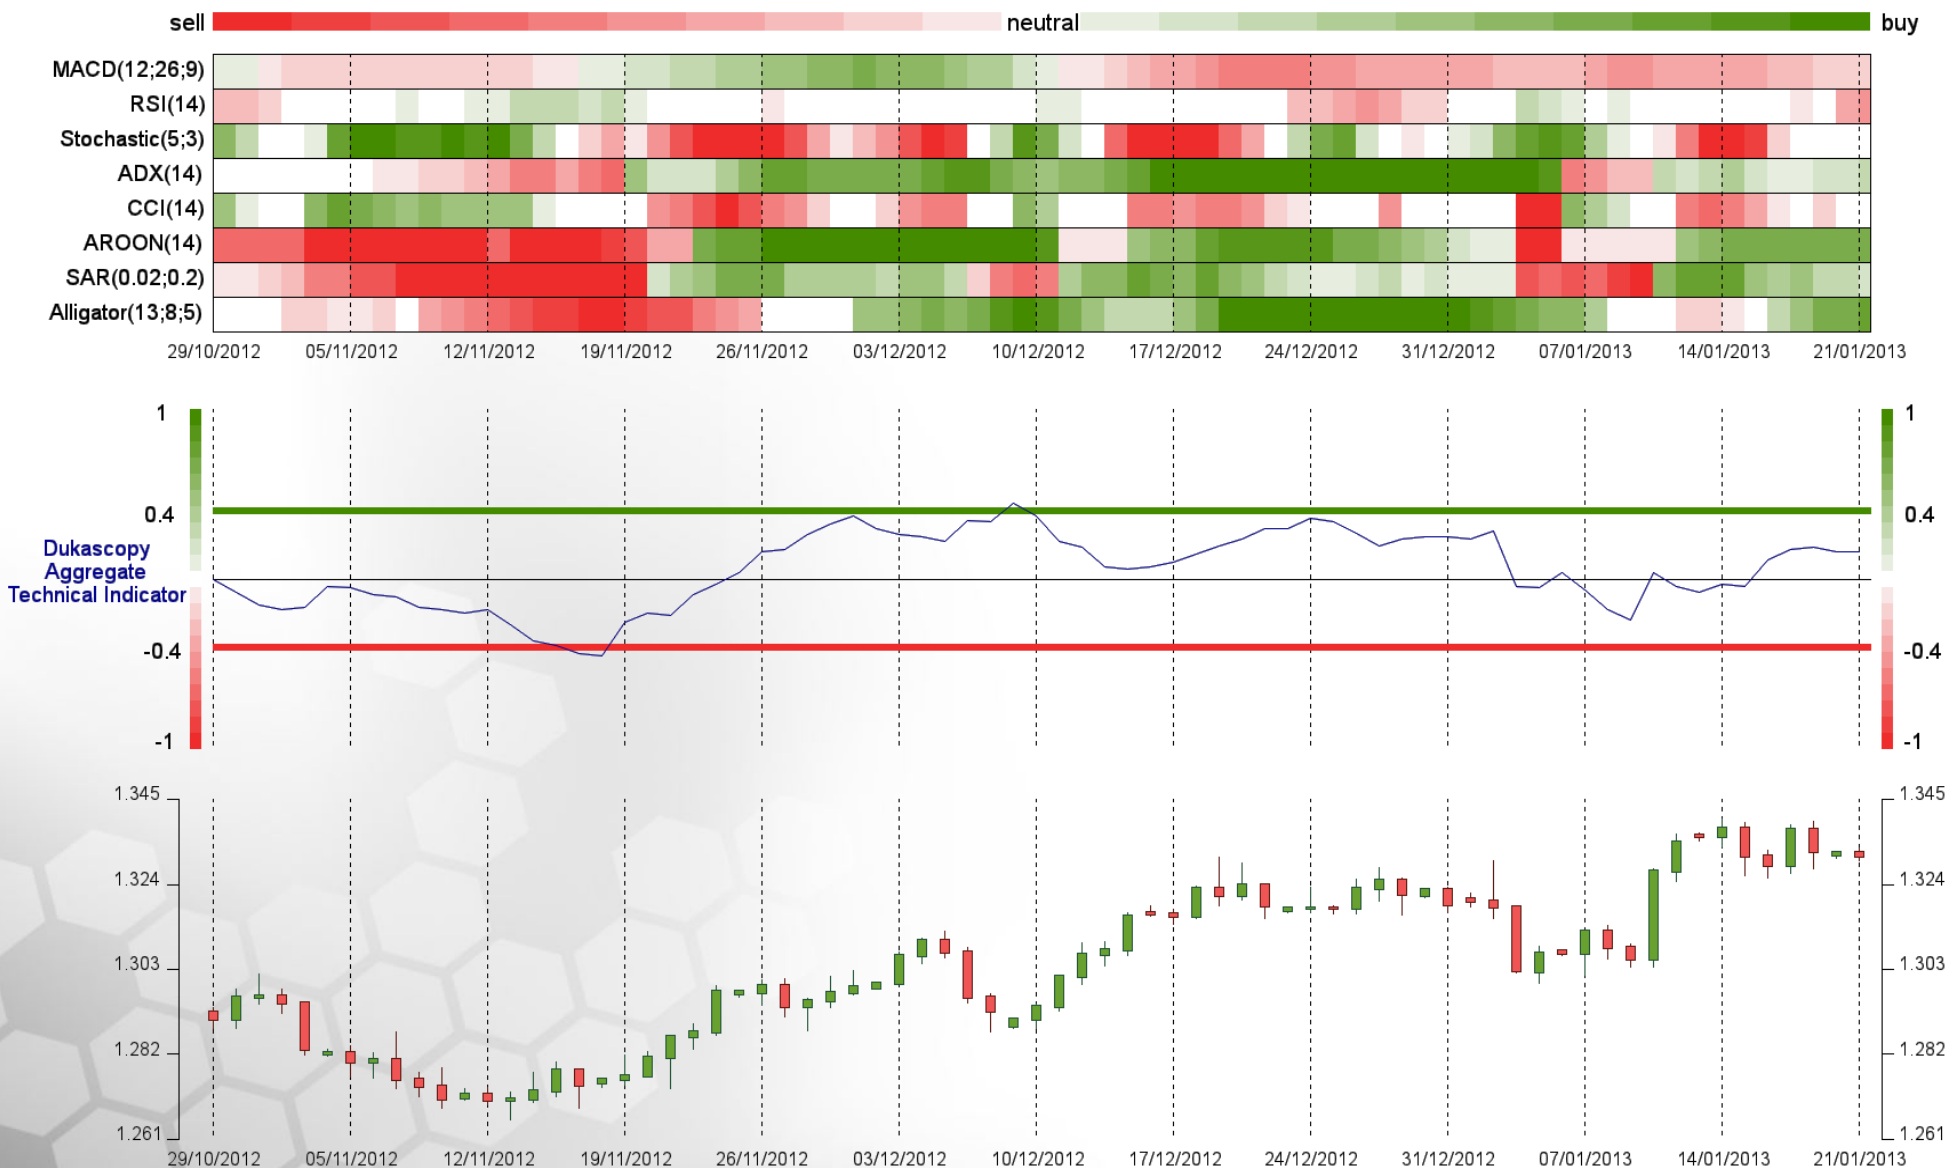 sell neutral buy
MACD(12;26;9)
RSI(14)
Stochastic(5;3)
ADX(14)
CCI(14)
AROON(14)
SAR(0.02;0.2)
Alligator(13;8;5)
29/10/2012 05/11/2012 12/11/2012 19/11/2012 26/11/2012 03/12/2012 10/12/2012 17/12/2012 24/12/2012 31/12/2012 07/01/2013 14/01/2013 21/01/2013
1 1
0.4 0.4
Dukascopy
Aggregate
Technical Indicator
-0.4 -0.4
-1 -1
1.345 1.345
1.324 1.324
1.303 1.303
1.282 1.282
1.261 1.261
29/10/2012 05/11/2012 12/11/2012 19/11/2012 26/11/2012 03/12/2012 10/12/2012 17/12/2012 24/12/2012 31/12/2012 07/01/2013 14/01/2013 21/01/2013